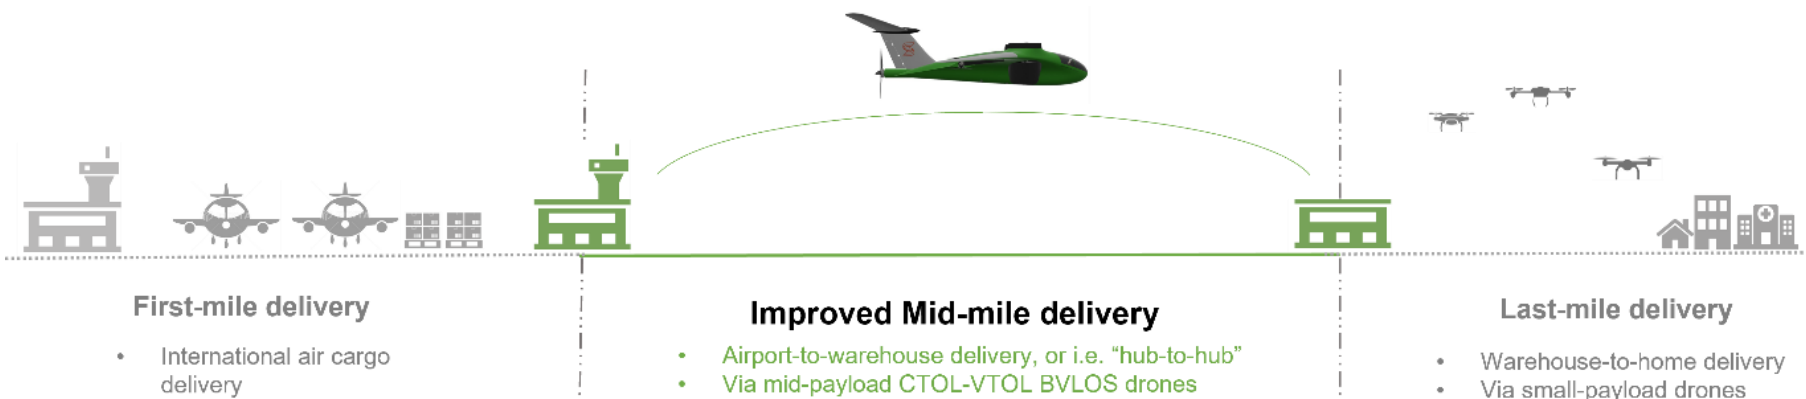 S
First-mile delivery
• International air cargo
delivery
Improved Mid-mile delivery
• Airport-to-warehouse delivery, or i.e. “hub-to-hub”
• Via mid-payload CTOL-VTOL BVLOS drones
Last-mile delivery
• Warehouse-to-home delivery
• Via small-payload drones